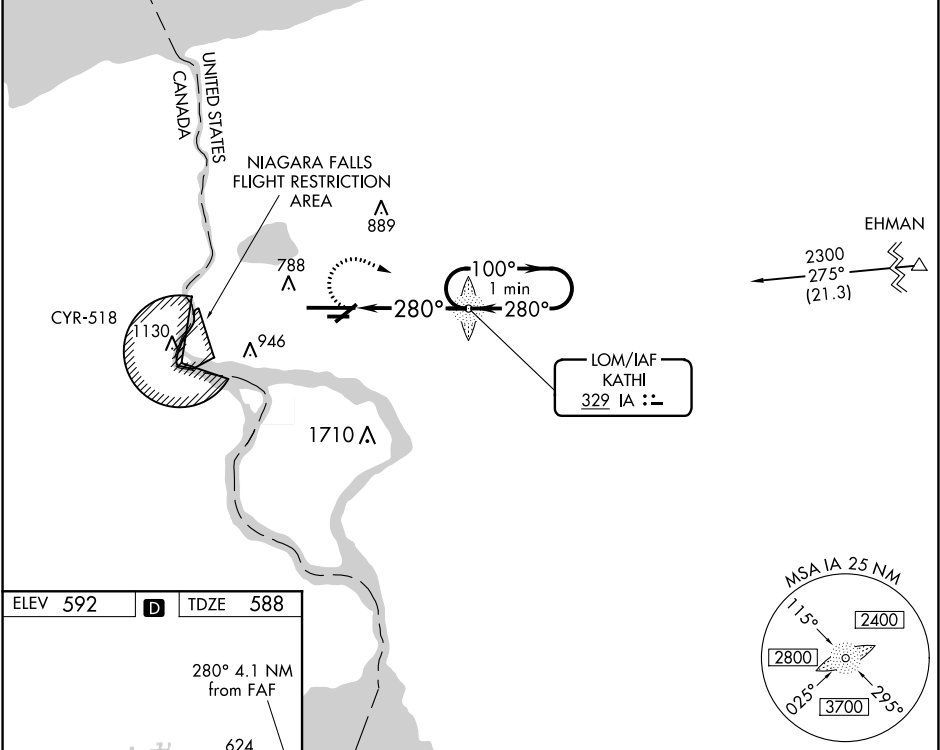 UNITED STATES
CANADA
NIAGARA FALLS
FLIGHT RESTRICTION
AREA
889
788
EHMAN
2300
275°
(21.3)
100°
1 min
280°
280°
CYR-518
1130
946
LOM/IAF
KATHI
329 IA
1710
MSA IA 25 NM
115°
2400
2800
025°
3700
295°
ELEV 592
D
TDZE 588
280° 4.1 NM
from FAF
624